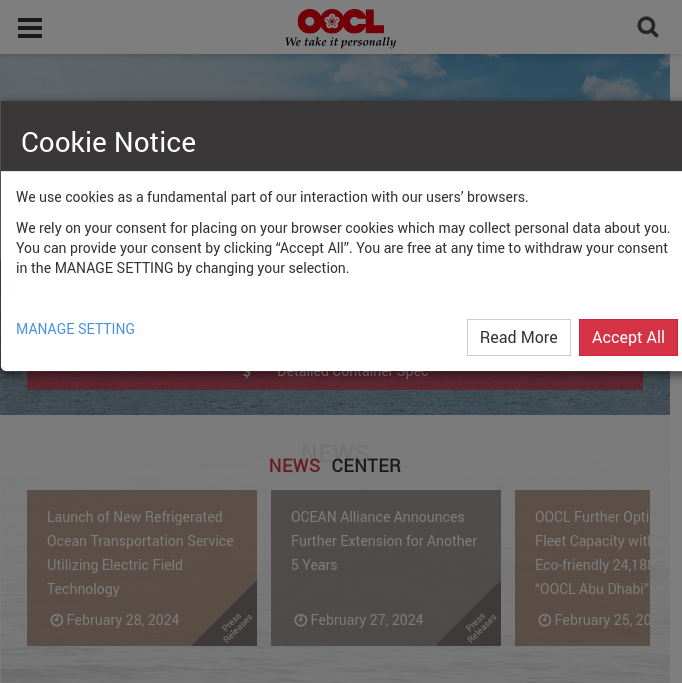 OOCL
We take it personally
Cookie Notice
We use cookies as a fundamental part of our interaction with our users’ browsers.
We rely on your consent for placing on your browser cookies which may collect personal data about you.
You can provide your consent by clicking “Accept All”. You are free at any time to withdraw your consent
in the MANAGE SETTING by changing your selection.
MANAGE SETTING
Read More
Accept All
Detailed Container Spec
NEWS
NEWS CENTER
Launch of New Refrigerated
Ocean Transportation Service
Utilizing Electric Field
Technology
February 28, 2024
Press
Releases
OCEAN Alliance Announces
Further Extension for Another
5 Years
February 27, 2024
Press
Releases
OOCL Further Opti
Fleet Capacity with
Eco-friendly 24,188
“OOCL Abu Dhabi”
February 25, 20